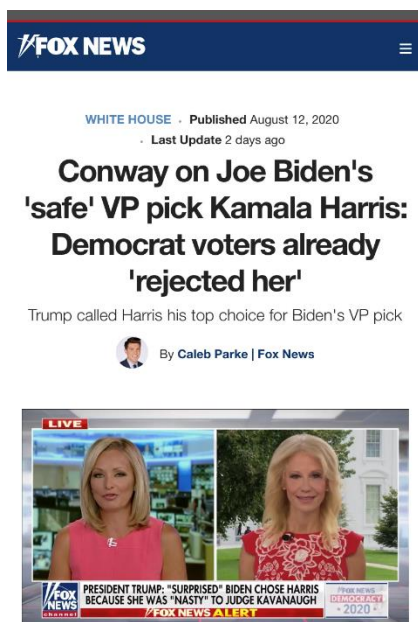 FOX NEWS
WHITE HOUSE · Published August 12, 2020
· Last Update 2 days ago
Conway on Joe Biden's
'safe' VP pick Kamala Harris:
Democrat voters already
'rejected her'
Trump called Harris his top choice for Biden's VP pick
By Caleb Parke | Fox News
LIVE
FOX
NEWS
channel
PRESIDENT TRUMP: "SURPRISED" BIDEN CHOSE HARRIS
BECAUSE SHE WAS "NASTY" TO JUDGE KAVANAUGH
FOX NEWS ALERT
FOX NEWS
DEMOCRACY
2020